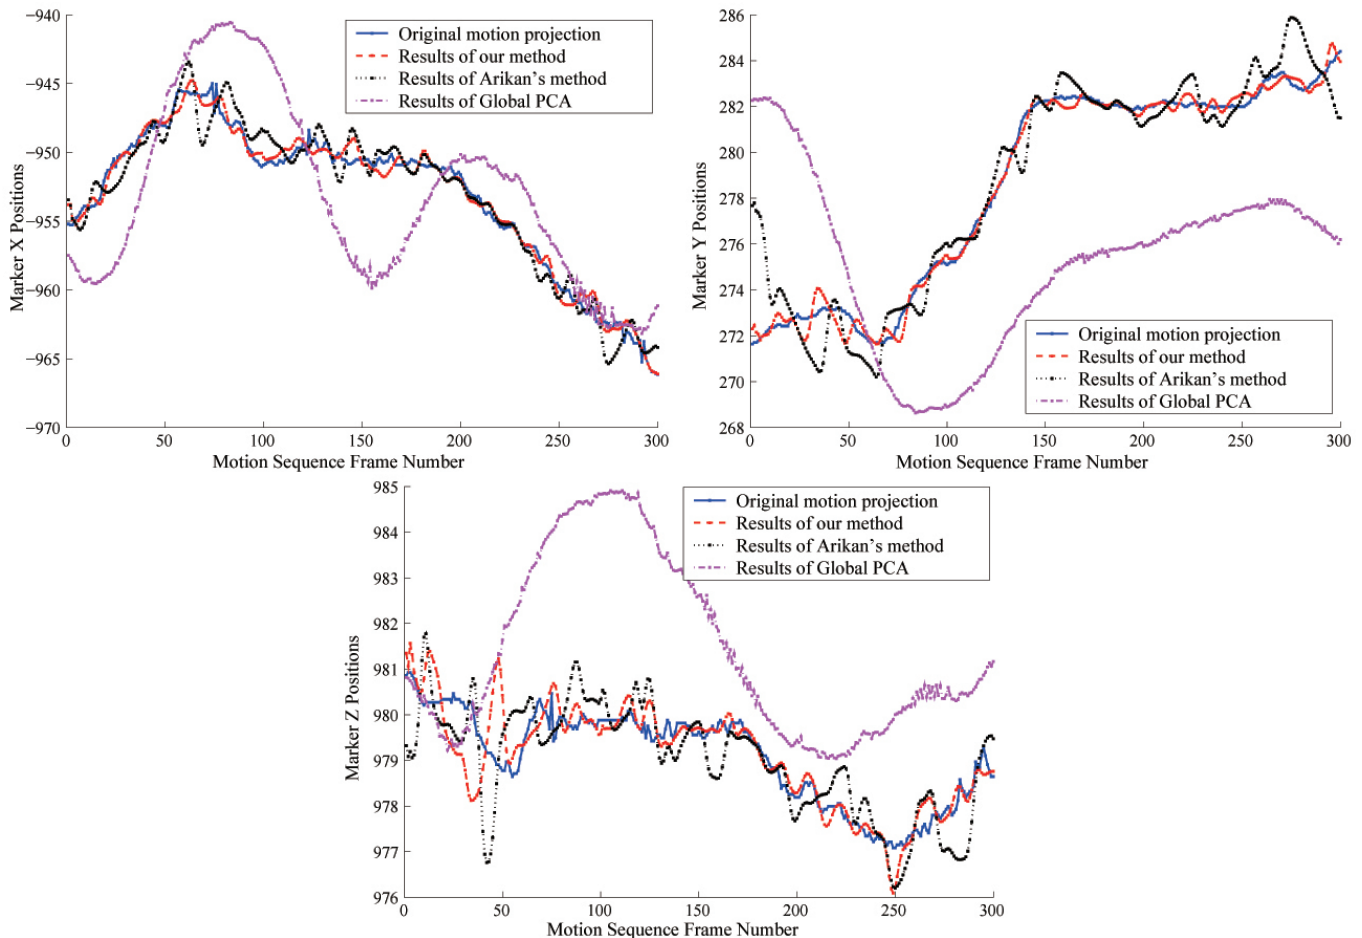 −940
−945
−950
−955
−960
−965
−970
Marker X Positions
Original motion projection
Results of our method
Results of Arikan's method
Results of Global PCA
0 50 100 150 200 250 300
Motion Sequence Frame Number
286
284
282
280
278
276
274
272
270
268
Marker Y Positions
Original motion projection
Results of our method
Results of Arikan's method
Results of Global PCA
0 50 100 150 200 250 300
Motion Sequence Frame Number
985
984
983
982
981
980
979
978
977
976
Marker Z Positions
Original motion projection
Results of our method
Results of Arikan's method
Results of Global PCA
0 50 100 150 200 250 300
Motion Sequence Frame Number